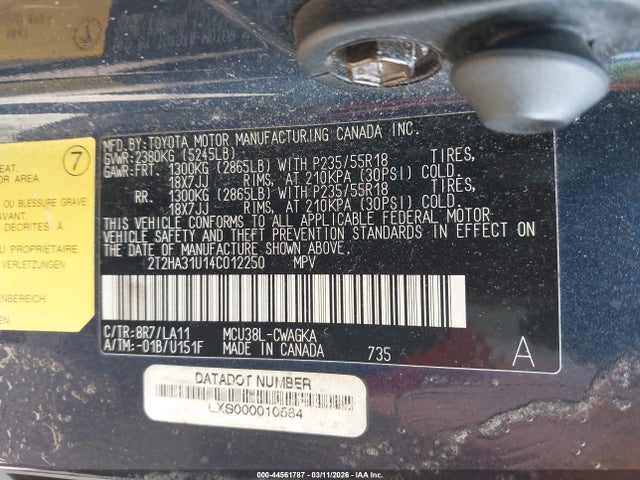 7
EAT
OR AREA
OU BLESSURE GRAVE
AVANT.
DECRITES A
MFD.BY:TOYOTA MOTOR MANUFACTURING CANADA INC.
GVWR:2380KG (5245LB)
GAWR:FRT. 1300KG (2865LB) WITH P235/55R18 TIRES,
18X7JJ RIMS, AT 210KPA (30PSI) COLD.
RR. 1300KG (2865LB) WITH P235/55R18 TIRES,
18X7JJ RIMS, AT 210KPA (30PSI) COLD.
THIS VEHICLE CONFORMS TO ALL APPLICABLE FEDERAL MOTOR
VEHICLE SAFETY AND THEFT PREVENTION STANDARDS IN EFFECT ON
THE DATE OF MANUFACTURE SHOWN ABOVE.
2T2HA31U14C012250 MPV
C/TR:8R7/LA11 MCU38L-CWAGKA
A/TM:-01B/U151F MADE IN CANADA 735 A
DATADOT NUMBER
LXS000010584
000-44561787 - 03/11/2026 - IAA, Inc.